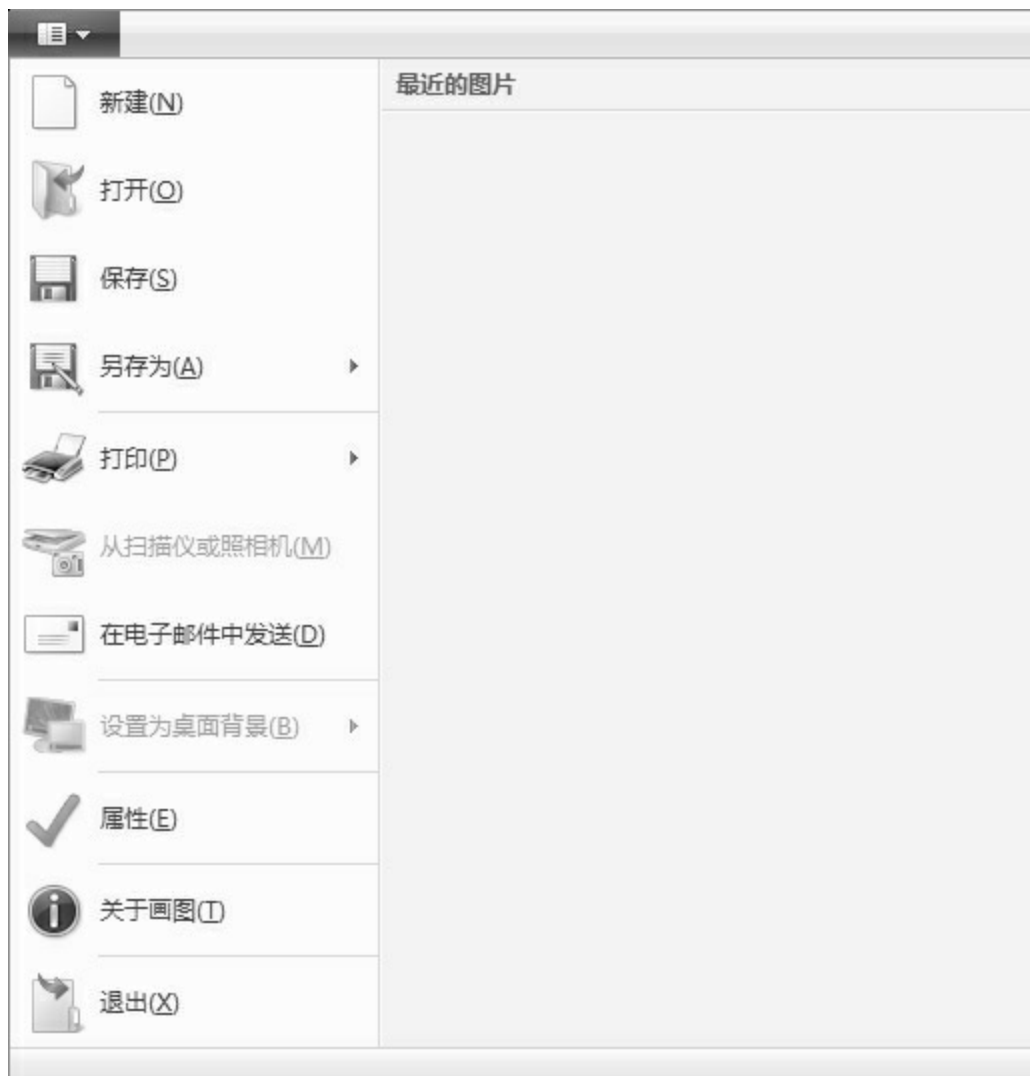 最近的图片
新建(N)
打开(O)
保存(S)
另存为(A)
打印(P)
从扫描仪或照相机(M)
在电子邮件中发送(D)
设置为桌面背景(B)
属性(E)
关于画图(T)
退出(X)